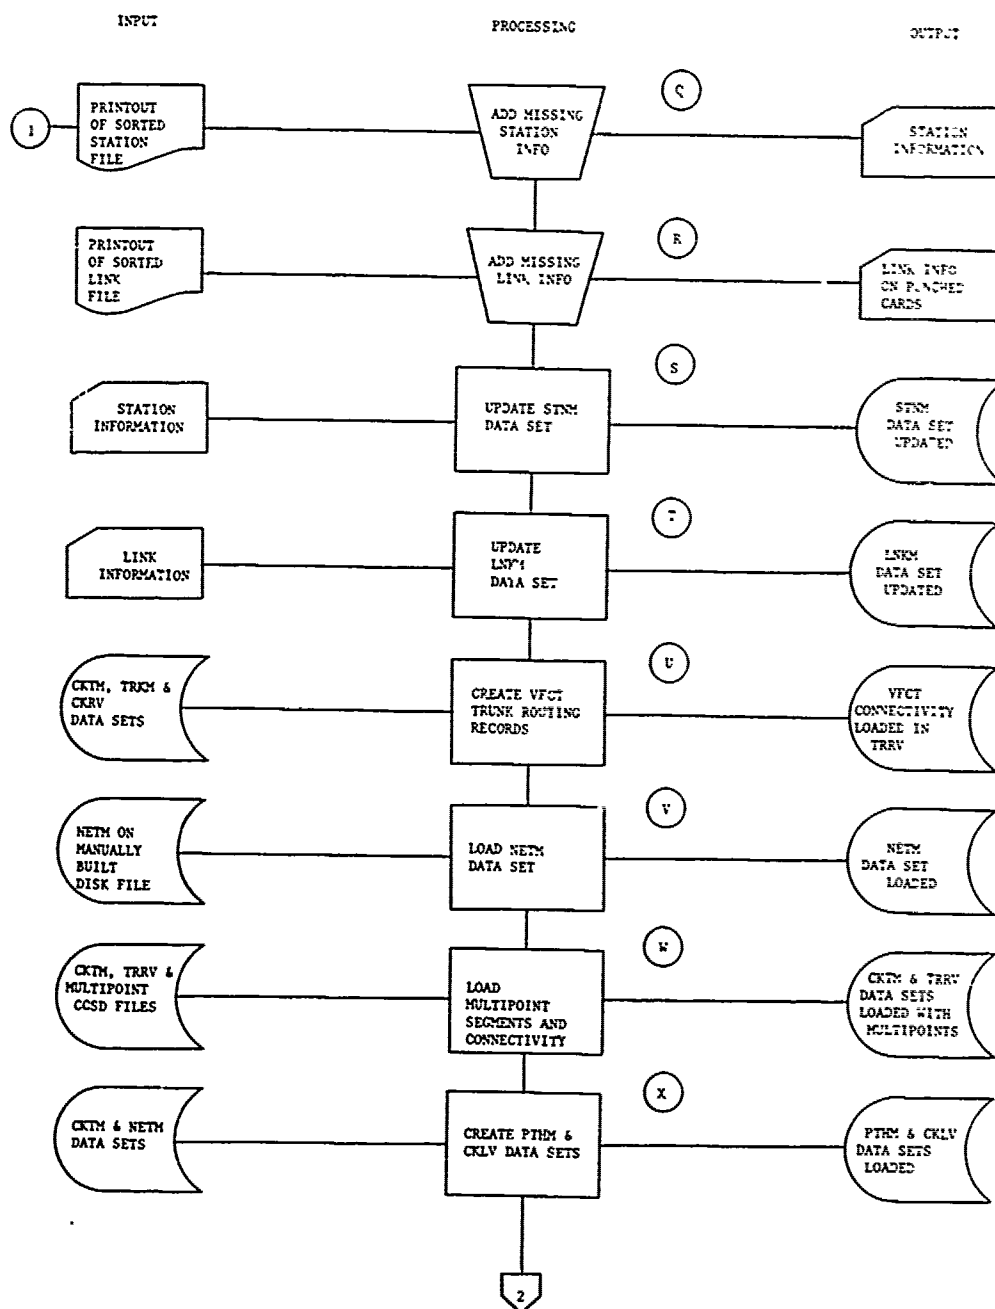 INPUT
PROCESSING
OUTPUT
1
PRINTOUT
OF SORTED
STATION
FILE
ADD MISSING
STATION
INFO
Q
STATION
INFORMATION
PRINTOUT
OF SORTED
LINK
FILE
ADD MISSING
LINK INFO
R
LINK INFO
ON PUNCHED
CARDS
STATION
INFORMATION
UPDATE STNM
DATA SET
S
STNM
DATA SET
UPDATED
LINK
INFORMATION
UPDATE
LNKM
DATA SET
T
LNKM
DATA SET
UPDATED
CKTM, TRKM &
CKRV
DATA SETS
CREATE VFCT
TRUNK ROUTING
RECORDS
U
VFCT
CONNECTIVITY
LOADED IN
TRRV
NETM ON
MANUALLY
BUILT
DISK FILE
LOAD NETM
DATA SET
V
NETM
DATA SET
LOADED
CKTM, TRRV &
MULTIPOINT
CCSD FILES
LOAD
MULTIPOINT
SEGMENTS AND
CONNECTIVITY
W
CKTM & TRRV
DATA SETS
LOADED WITH
MULTIPOINTS
CKTM & NETM
DATA SETS
CREATE PTHM &
CKLV DATA SETS
X
PTHM & CKLV
DATA SETS
LOADED
2